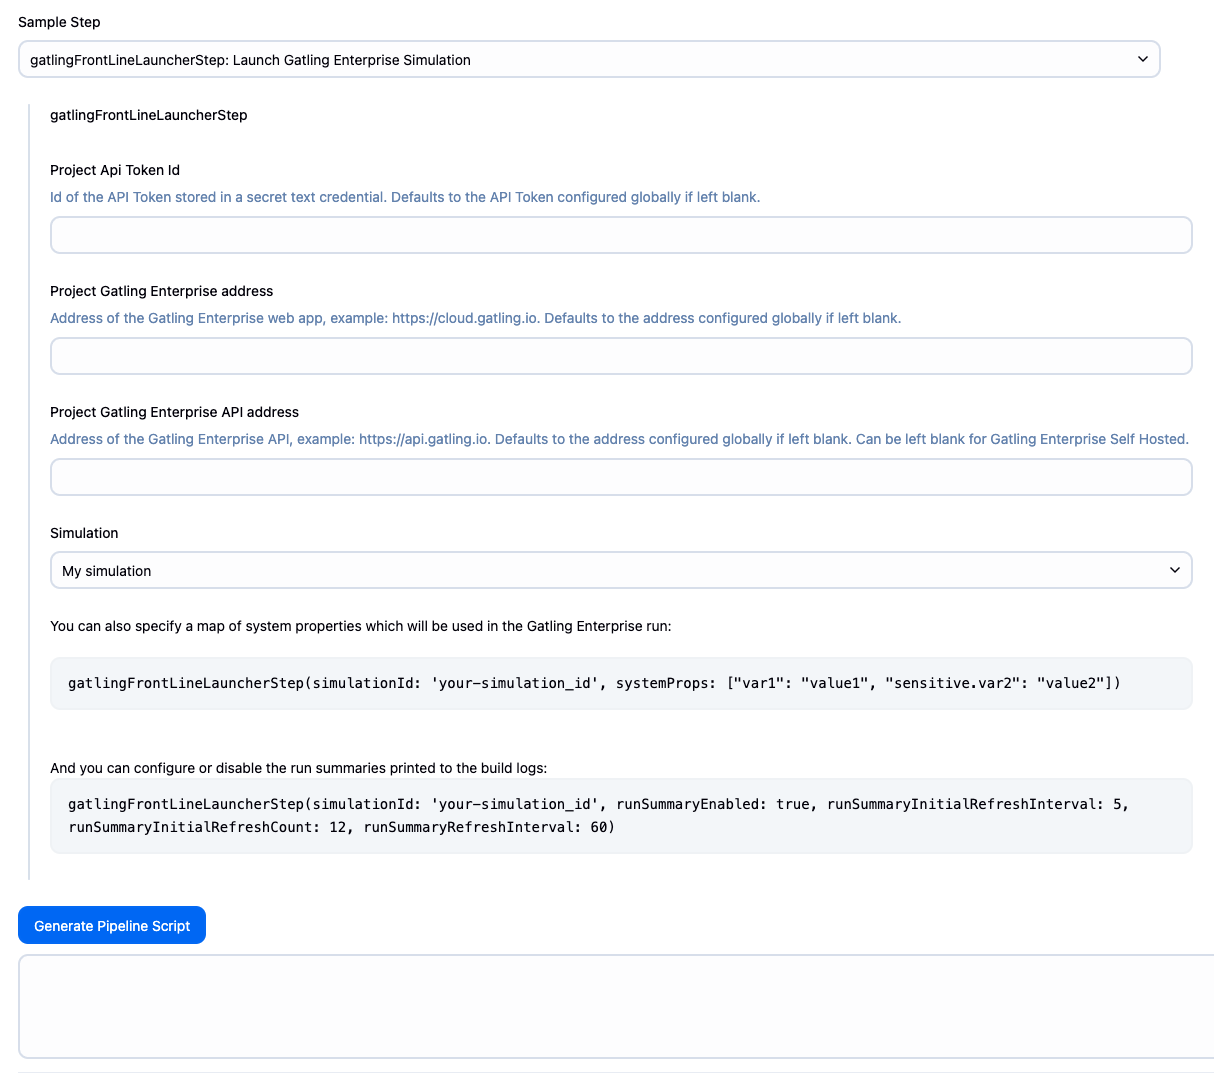 Sample Step
gatlingFrontLineLauncherStep: Launch Gatling Enterprise Simulation
gatlingFrontLineLauncherStep
Project Api Token Id
Id of the API Token stored in a secret text credential. Defaults to the API Token configured globally if left blank.
Project Gatling Enterprise address
Address of the Gatling Enterprise web app, example: https://cloud.gatling.io. Defaults to the address configured globally if left blank.
Project Gatling Enterprise API address
Address of the Gatling Enterprise API, example: https://api.gatling.io. Defaults to the address configured globally if left blank. Can be left blank for Gatling Enterprise Self Hosted.
Simulation
My simulation
You can also specify a map of system properties which will be used in the Gatling Enterprise run:
gatlingFrontLineLauncherStep(simulationId: 'your-simulation_id', systemProps: ["var1": "value1", "sensitive.var2": "value2"])
And you can configure or disable the run summaries printed to the build logs:
gatlingFrontLineLauncherStep(simulationId: 'your-simulation_id', runSummaryEnabled: true, runSummaryInitialRefreshInterval: 5,
runSummaryInitialRefreshCount: 12, runSummaryRefreshInterval: 60)
Generate Pipeline Script